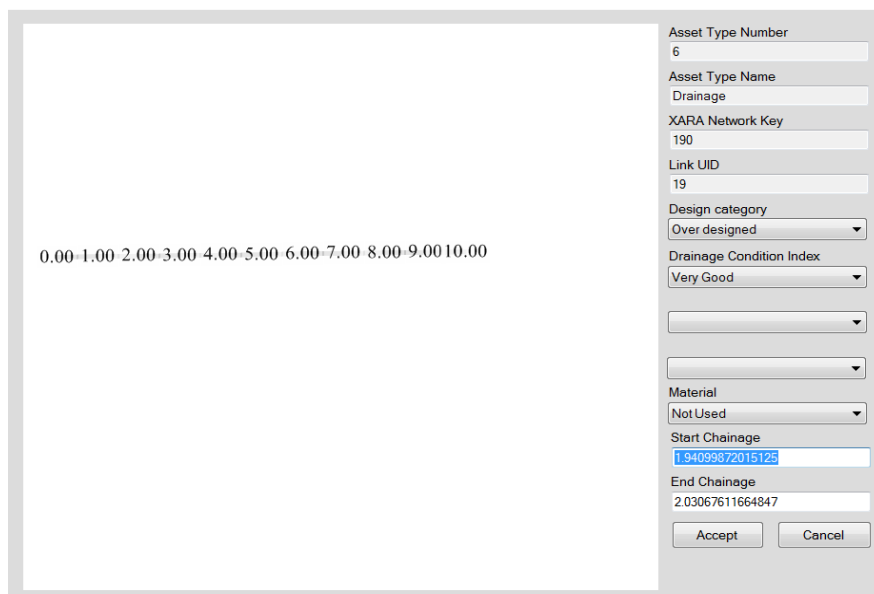 0.00 1.00 2.00 3.00 4.00 5.00 6.00 7.00 8.00 9.00 10.00
Asset Type Number
6
Asset Type Name
Drainage
XARA Network Key
190
Link UID
19
Design category
Over designed
Drainage Condition Index
Very Good
Material
Not Used
Start Chainage
1.94099872015125
End Chainage
2.03067611664847
Accept Cancel